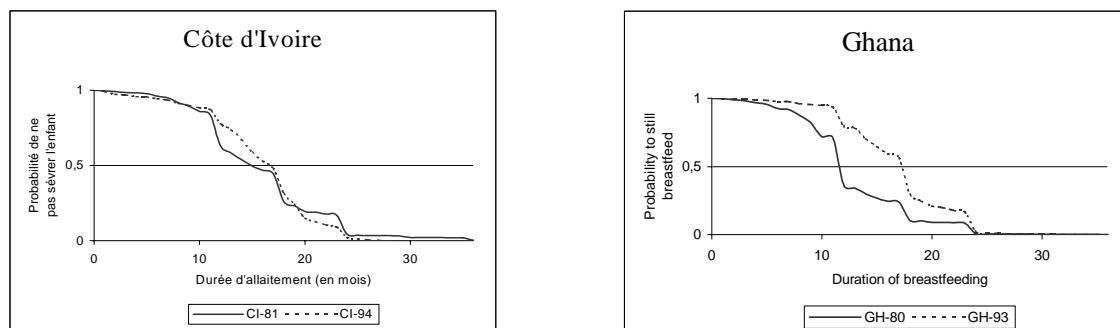 Côte d'Ivoire
Probabilité de ne
pas sévrer l'enfant
1
0,5
0
0
10
20
30
Durée d'allaitement (en mois)
CI-81
CI-94
Ghana
Probability to still
breastfeed
1
0,5
0
0
10
20
30
Duration of breastfeeding
GH-80
GH-93